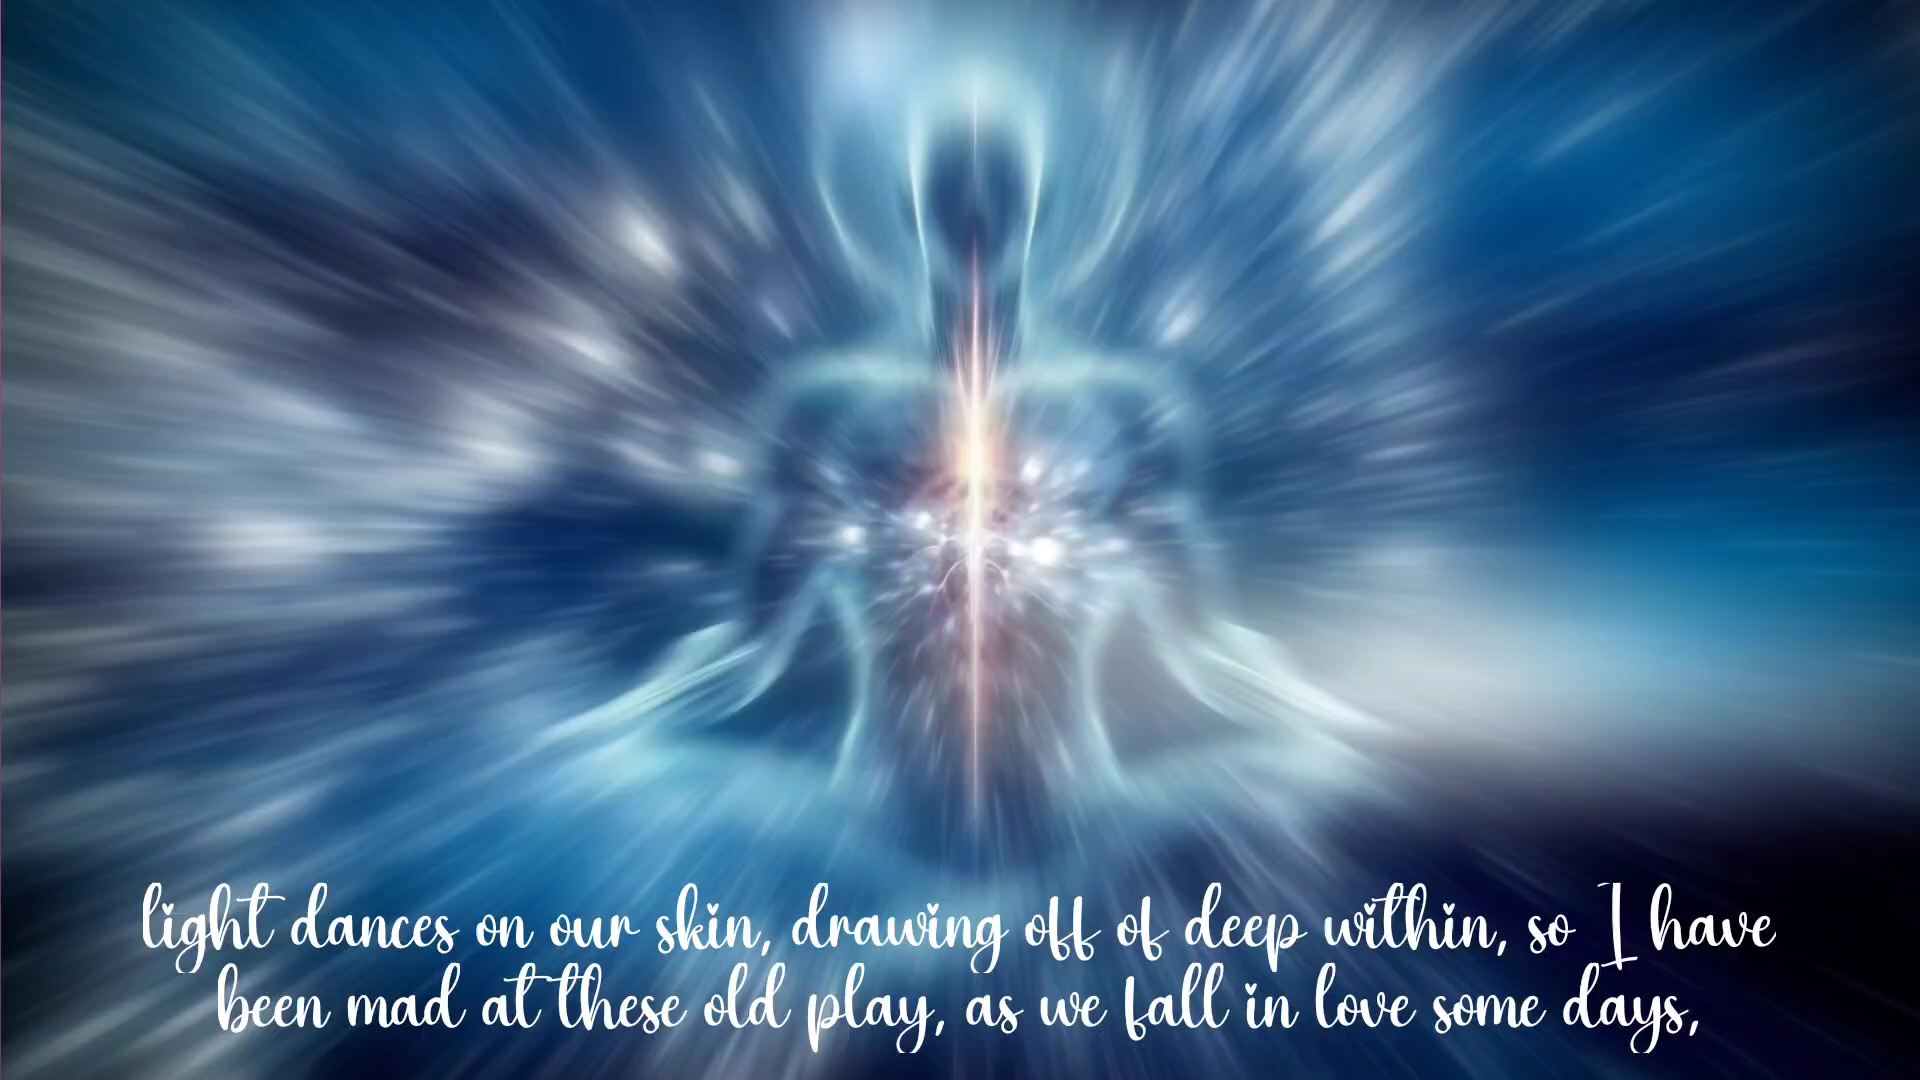 light dances on our skin, drawing off of deep within, so I have
been mad at these old play, as we fall in love some days,